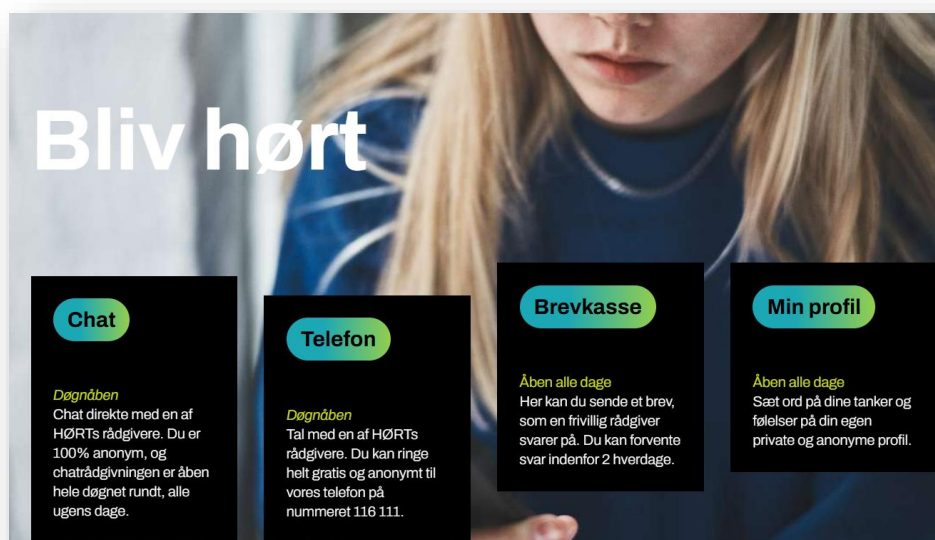 Bliv hørt
Chat
Døgnåben
Chat direkte med en af
HØRTs rådgivere. Du er
100% anonym, og
chatrådgivningen er åben
hele døgnet rundt, alle
ugens dage.
Telefon
Døgnåben
Tal med en af HØRTs
rådgivere. Du kan ringe
helt gratis og anonymt til
vores telefon på
nummeret 116 111.
Brevkasse
Åben alle dage
Her kan du sende et brev,
som en frivillig rådgiver
svarer på. Du kan forvente
svar indenfor 2 hverdage.
Min profil
Åben alle dage
Sæt ord på dine tanker og
følelser på din egen
private og anonyme profil.